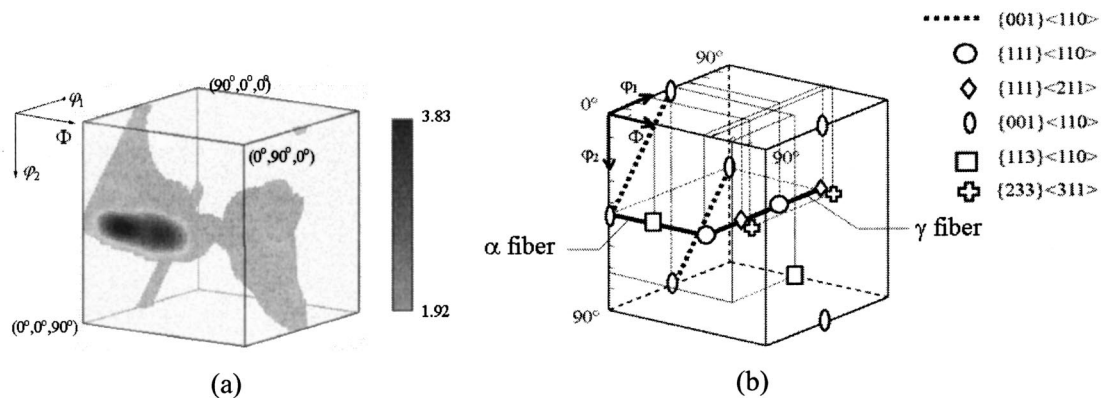 (90°,0°,0°)
φ₁
Φ
φ₂
(0°,90°,0°)
(0°,0°,90°)
3.83
1.92
(a)
90°
0°
φ₁
Φ
φ₂
90°
90°
α fiber
γ fiber
{001}<110>
{111}<110>
{111}<211>
{001}<110>
{113}<110>
{233}<311>
(b)